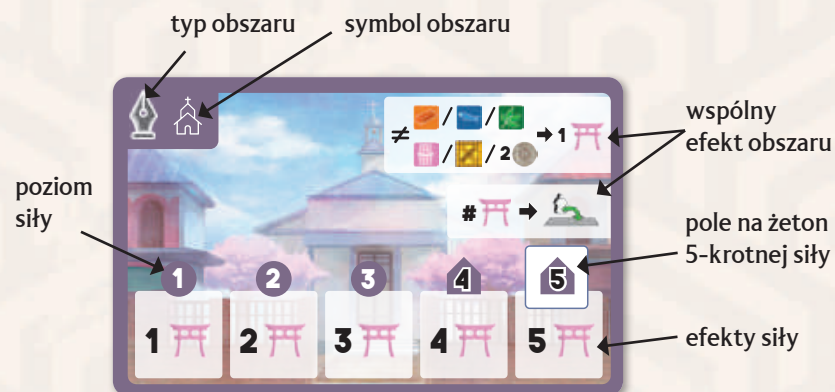 typ obszaru
symbol obszaru
≠ / /
→ 1
/ / 2
wspólny
efekt obszaru
# →
poziom
siły
pole na żeton
5-krotnej siły
1 2 3 4 5
1 2 3 4 5
efekty siły